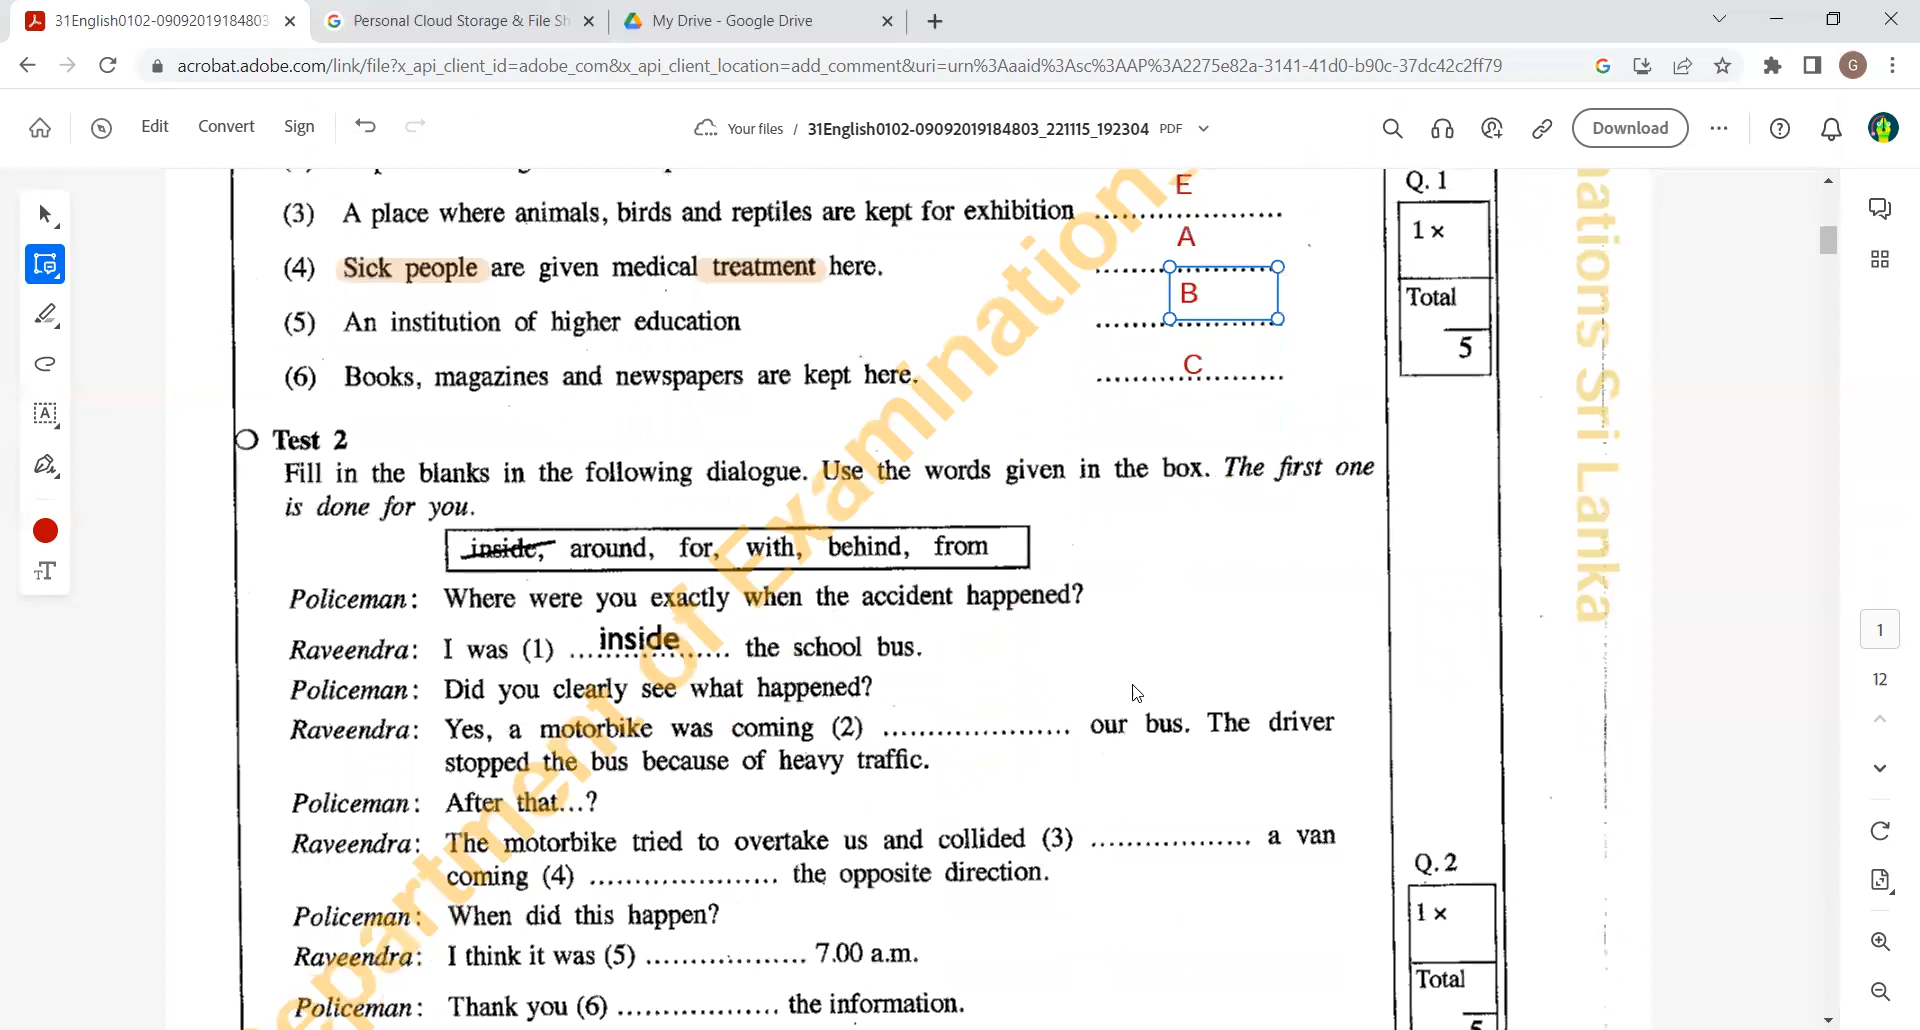 31English0102-09092019184803
Personal Cloud Storage & File Sh
My Drive - Google Drive
acrobat.adobe.com/link/file?x_api_client_id=adobe_com&x_api_client_location=add_comment&uri=urn%3Aaaid%3Asc%3AAP%3A2275e82a-3141-41d0-b90c-37dc42c2ff79
G
Edit Convert Sign
Your files / 31English0102-09092019184803_221115_192304 PDF
Download
E
(3) A place where animals, birds and reptiles are kept for exhibition ....................
A
(4) Sick people are given medical treatment here. ....................
B
(5) An institution of higher education ....................
(6) Books, magazines and newspapers are kept here. ....................
C
Q. 1
1 ×
Total
5
Test 2
Fill in the blanks in the following dialogue. Use the words given in the box. The first one
is done for you.
inside, around, for, with, behind, from
Policeman: Where were you exactly when the accident happened?
Raveendra: I was (1) ....inside.... the school bus.
Policeman: Did you clearly see what happened?
Raveendra: Yes, a motorbike was coming (2) .................... our bus. The driver
stopped the bus because of heavy traffic.
Policeman: After that...?
Raveendra: The motorbike tried to overtake us and collided (3) .................. a van
coming (4) .................... the opposite direction.
Policeman: When did this happen?
Raveendra: I think it was (5) .................. 7.00 a.m.
Policeman: Thank you (6) .................. the information.
Q. 2
1 ×
Total
5
epartment of Examination
nations Sri Lanka
1
12